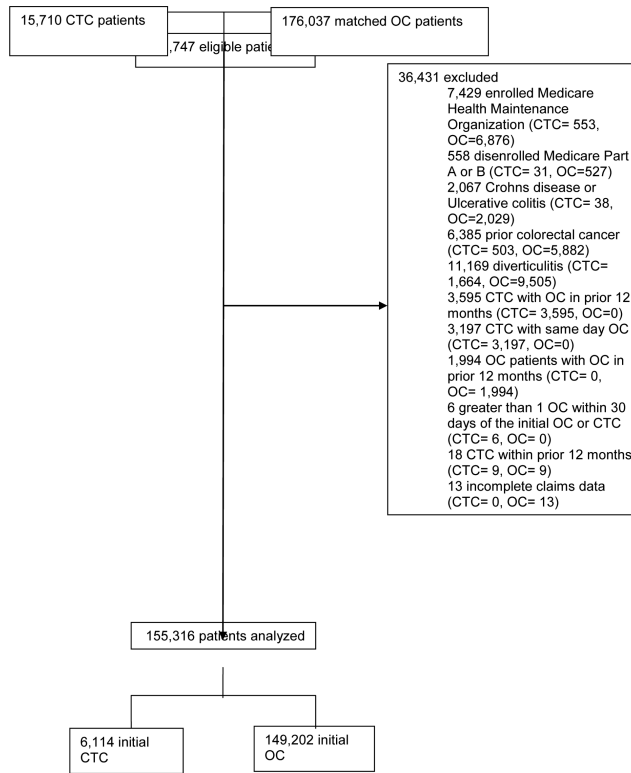 15,710 CTC patients
176,037 matched OC patients
,747 eligible patie
36,431 excluded
7,429 enrolled Medicare
Health Maintenance
Organization (CTC= 553,
OC=6,876)
558 disenrolled Medicare Part
A or B (CTC= 31, OC=527)
2,067 Crohns disease or
Ulcerative colitis (CTC= 38,
OC=2,029)
6,385 prior colorectal cancer
(CTC= 503, OC=5,882)
11,169 diverticulitis (CTC=
1,664, OC=9,505)
3,595 CTC with OC in prior 12
months (CTC= 3,595, OC=0)
3,197 CTC with same day OC
(CTC= 3,197, OC=0)
1,994 OC patients with OC in
prior 12 months (CTC= 0,
OC= 1,994)
6 greater than 1 OC within 30
days of the initial OC or CTC
(CTC= 6, OC= 0)
18 CTC within prior 12 months
(CTC= 9, OC= 9)
13 incomplete claims data
(CTC= 0, OC= 13)
155,316 patients analyzed
6,114 initial
CTC
149,202 initial
OC